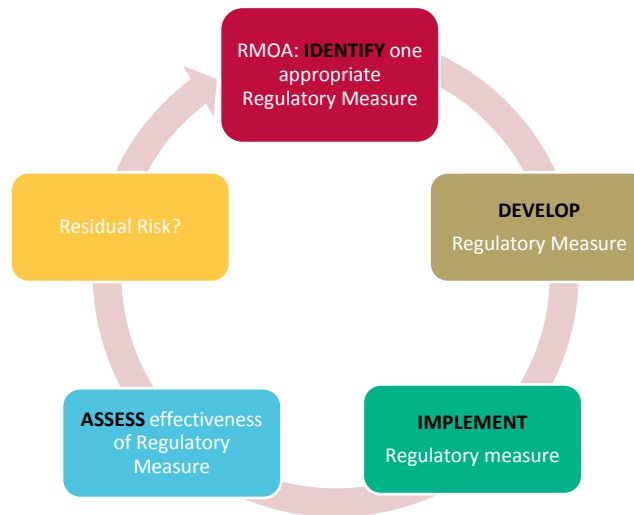 RMOA: IDENTIFY one
appropriate
Regulatory Measure
DEVELOP
Regulatory Measure
IMPLEMENT
Regulatory measure
ASSESS effectiveness
of Regulatory
Measure
Residual Risk?